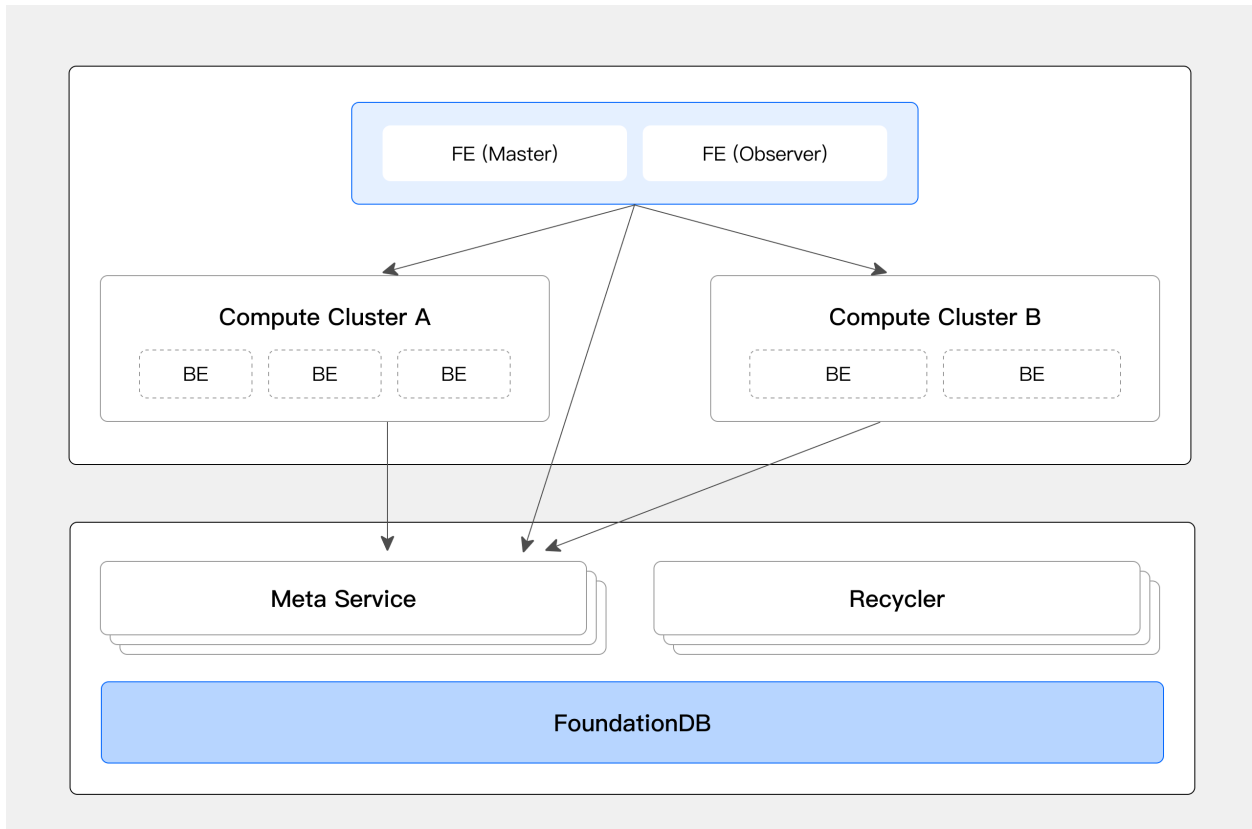 FE (Master)
FE (Observer)
Compute Cluster A
BE
BE
BE
Compute Cluster B
BE
BE
Meta Service
Recycler
FoundationDB